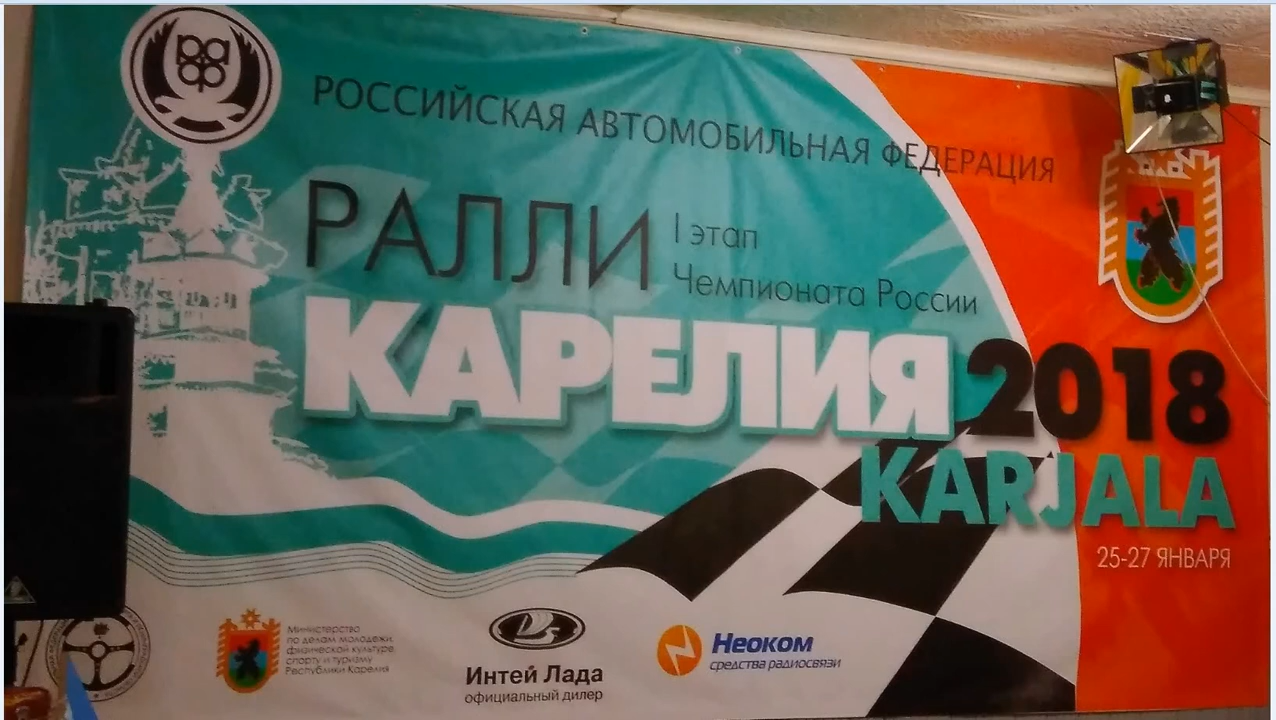 РОССИЙСКАЯ АВТОМОБИЛЬНАЯ ФЕДЕРАЦИЯ
РАЛЛИ
I этап
Чемпионата России
КАРЕЛИЯ 2018
KARJALA
25-27 ЯНВАРЯ
Министерство
по делам молодежи,
физической культуре,
спорту и туризму
Республики Карелия
Интей Лада
официальный дилер
Неоком
средства радиосвязи